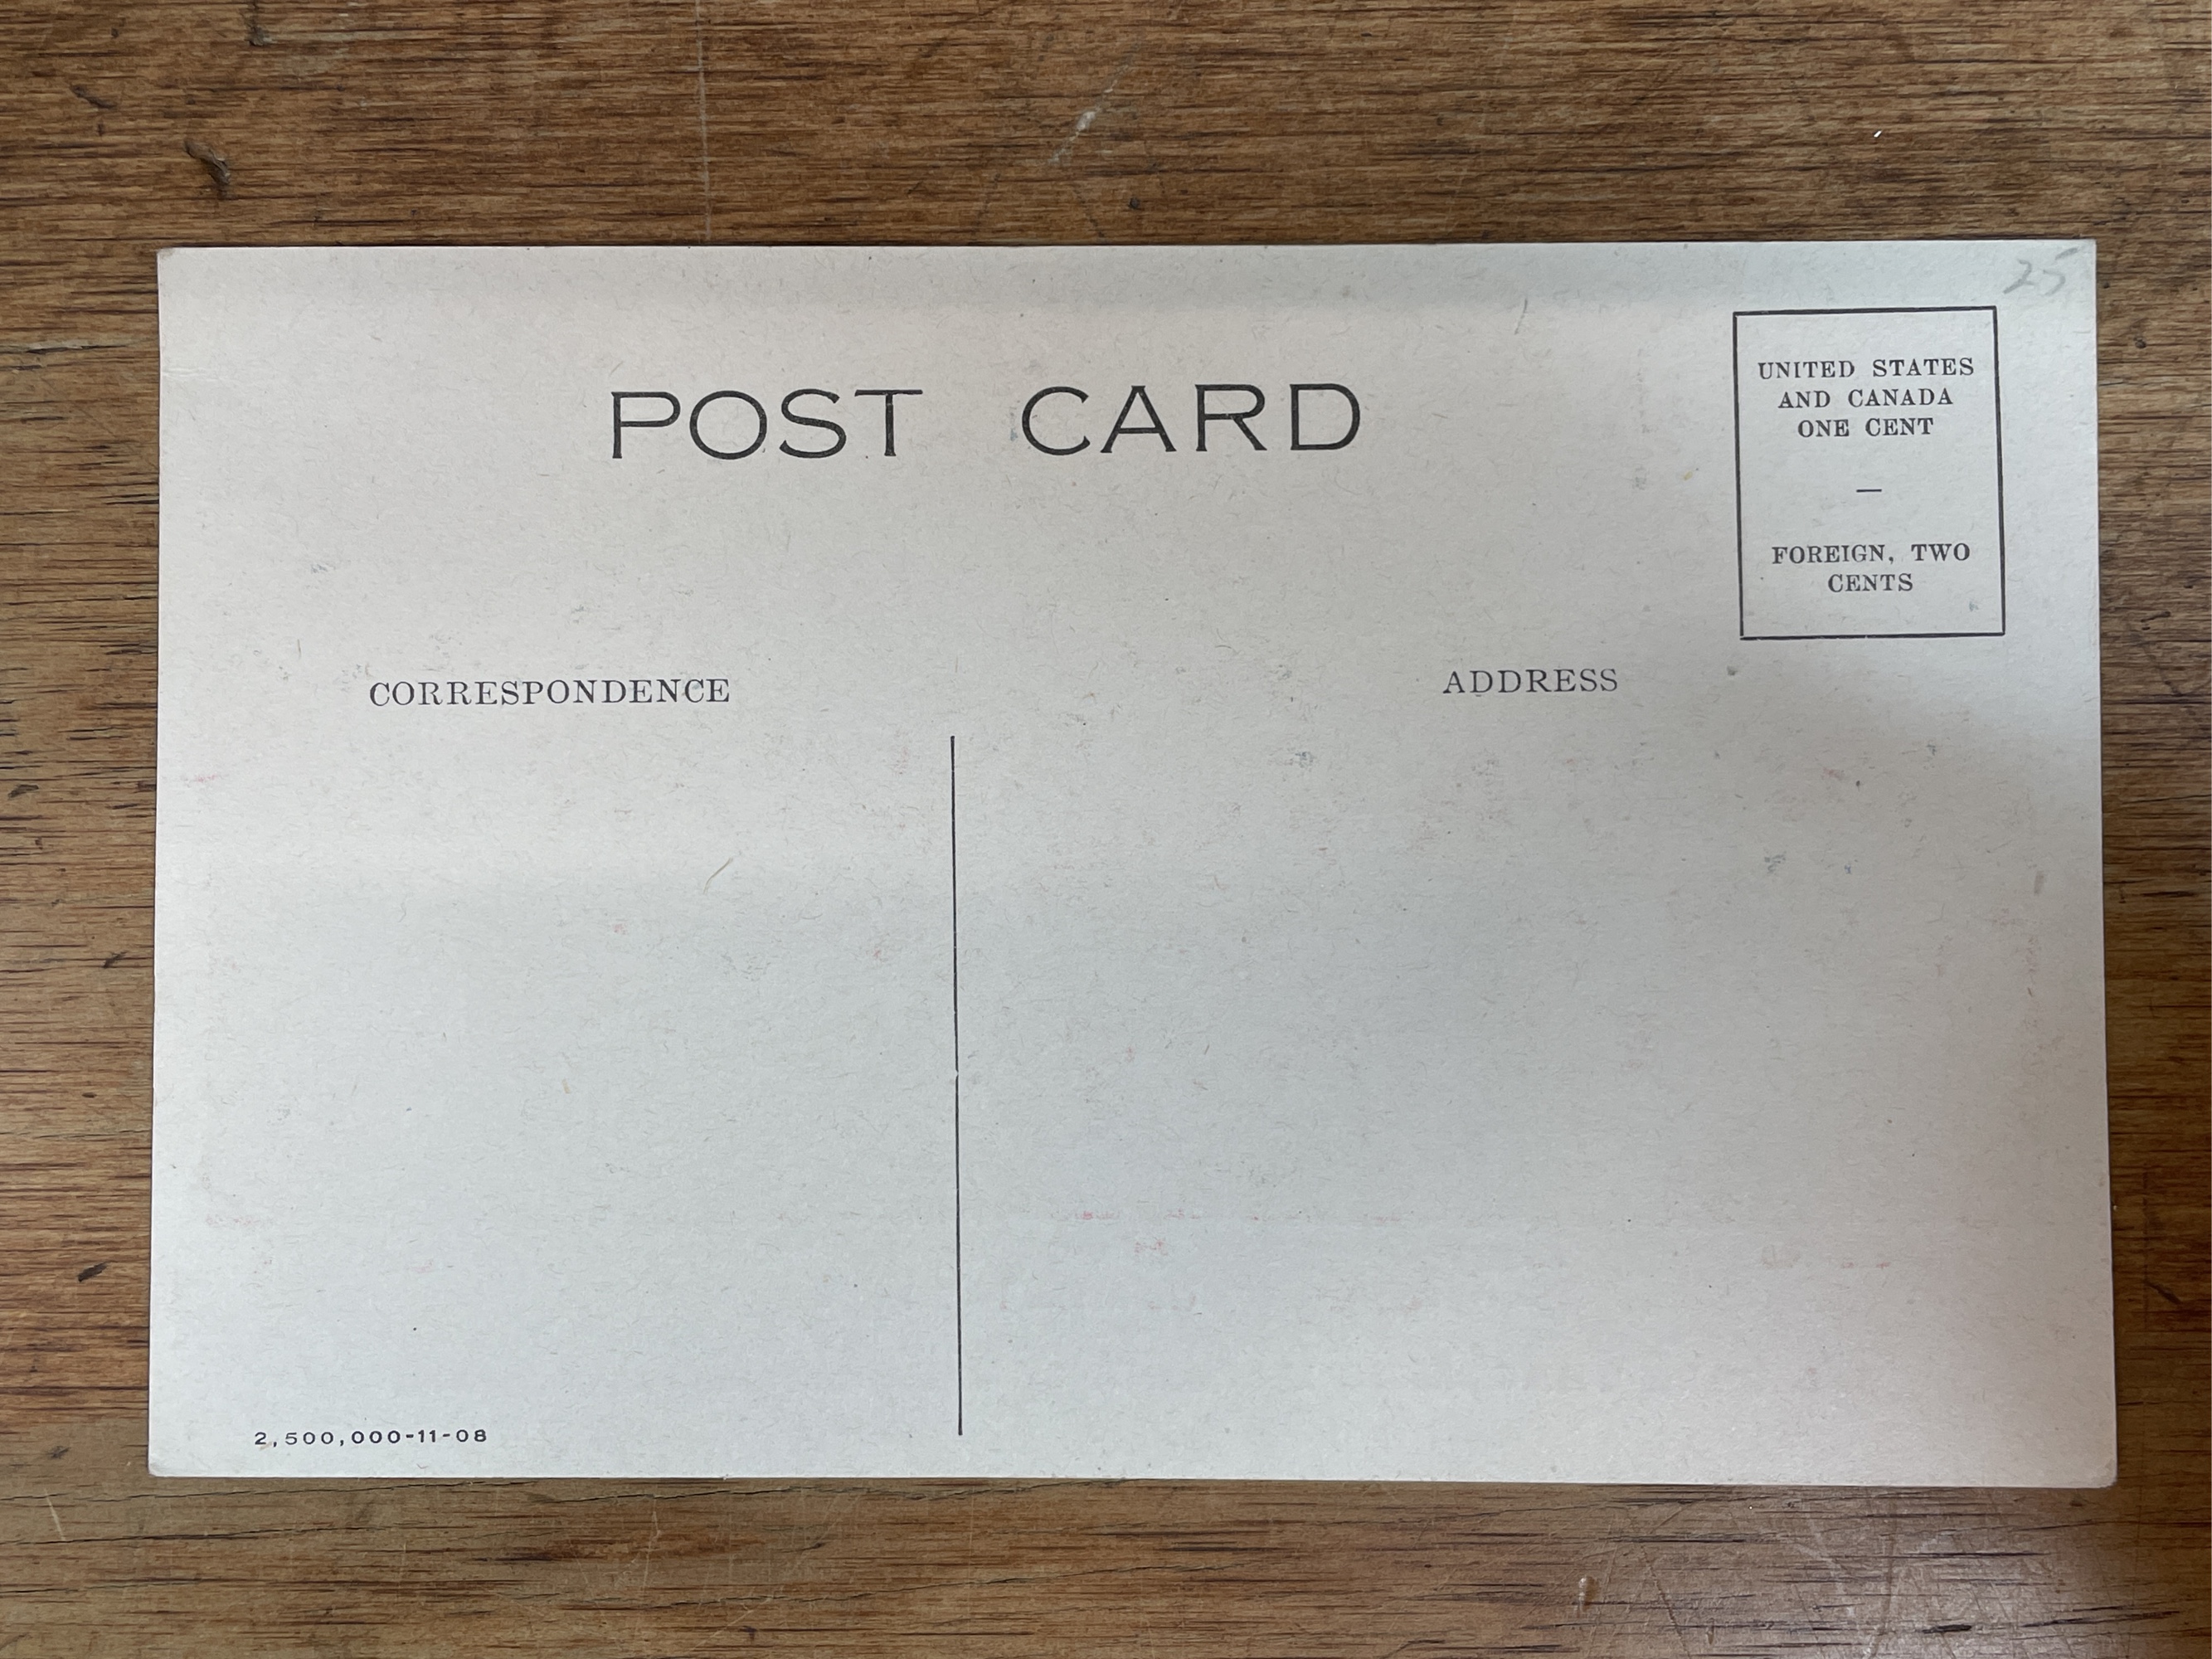 25
POST CARD
UNITED STATES
AND CANADA
ONE CENT
—
FOREIGN, TWO
CENTS
CORRESPONDENCE
ADDRESS
2,500,000-11-08